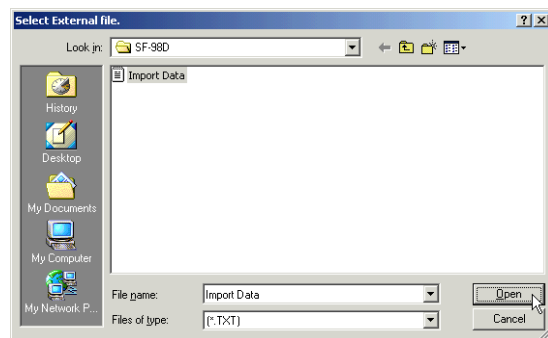 Select External file.
Look in: SF-98D
Import Data
History
Desktop
My Documents
My Computer
My Network P...
File name: Import Data Open
Files of type: (*.TXT) Cancel